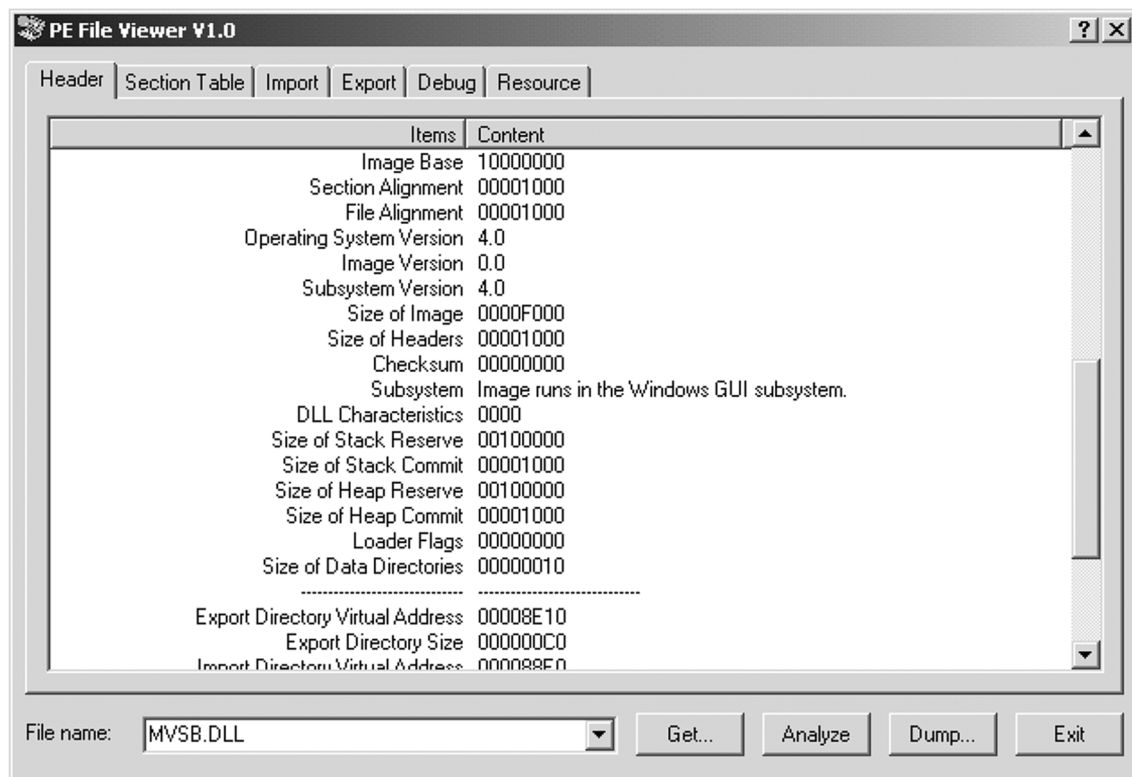 PE File Viewer V1.0
Header Section Table Import Export Debug Resource
Items Content
Image Base 10000000
Section Alignment 00001000
File Alignment 00001000
Operating System Version 4.0
Image Version 0.0
Subsystem Version 4.0
Size of Image 0000F000
Size of Headers 00001000
Checksum 00000000
Subsystem Image runs in the Windows GUI subsystem.
DLL Characteristics 0000
Size of Stack Reserve 00100000
Size of Stack Commit 00001000
Size of Heap Reserve 00100000
Size of Heap Commit 00001000
Loader Flags 00000000
Size of Data Directories 00000010
---------------------------- ----------------------------
Export Directory Virtual Address 00008E10
Export Directory Size 000000C0
Import Directory Virtual Address
File name: MVSB.DLL Get... Analyze Dump... Exit